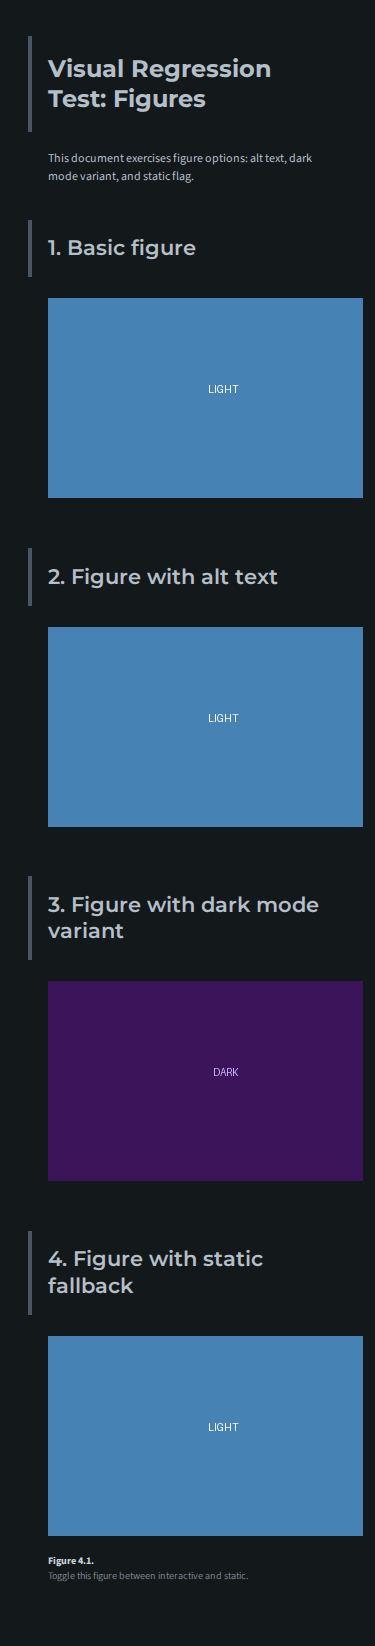 Visual Regression
Test: Figures
This document exercises figure options: alt text, dark
mode variant, and static flag.
1. Basic figure
LIGHT
2. Figure with alt text
LIGHT
3. Figure with dark mode
variant
DARK
4. Figure with static
fallback
LIGHT
Figure 4.1.
Toggle this figure between interactive and static.